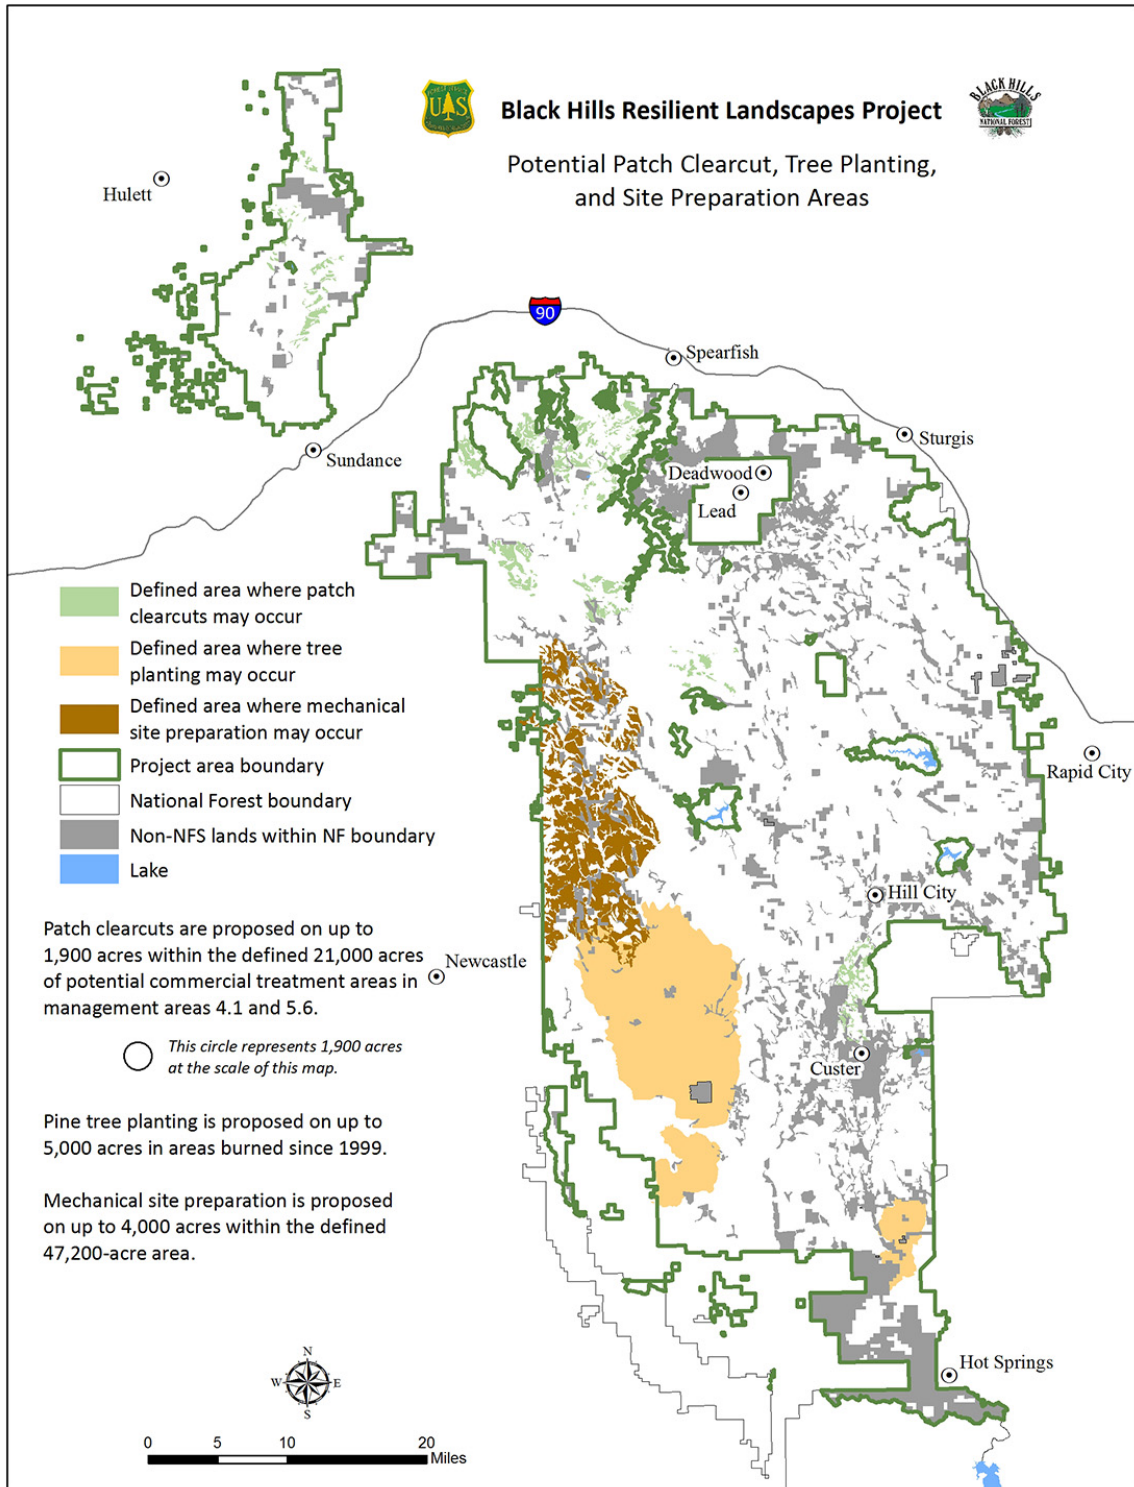 Black Hills Resilient Landscapes Project
Potential Patch Clearcut, Tree Planting,
and Site Preparation Areas
U S
BLACK HILLS
NATIONAL FOREST
Hulett
90
Spearfish
Sturgis
Sundance
Deadwood
Lead
Rapid City
Hill City
Newcastle
Custer
Hot Springs
Defined area where patch
clearcuts may occur
Defined area where tree
planting may occur
Defined area where mechanical
site preparation may occur
Project area boundary
National Forest boundary
Non-NFS lands within NF boundary
Lake
Patch clearcuts are proposed on up to
1,900 acres within the defined 21,000 acres
of potential commercial treatment areas in
management areas 4.1 and 5.6.
This circle represents 1,900 acres
at the scale of this map.
Pine tree planting is proposed on up to
5,000 acres in areas burned since 1999.
Mechanical site preparation is proposed
on up to 4,000 acres within the defined
47,200-acre area.
N
W E
S
0 5 10 20
Miles